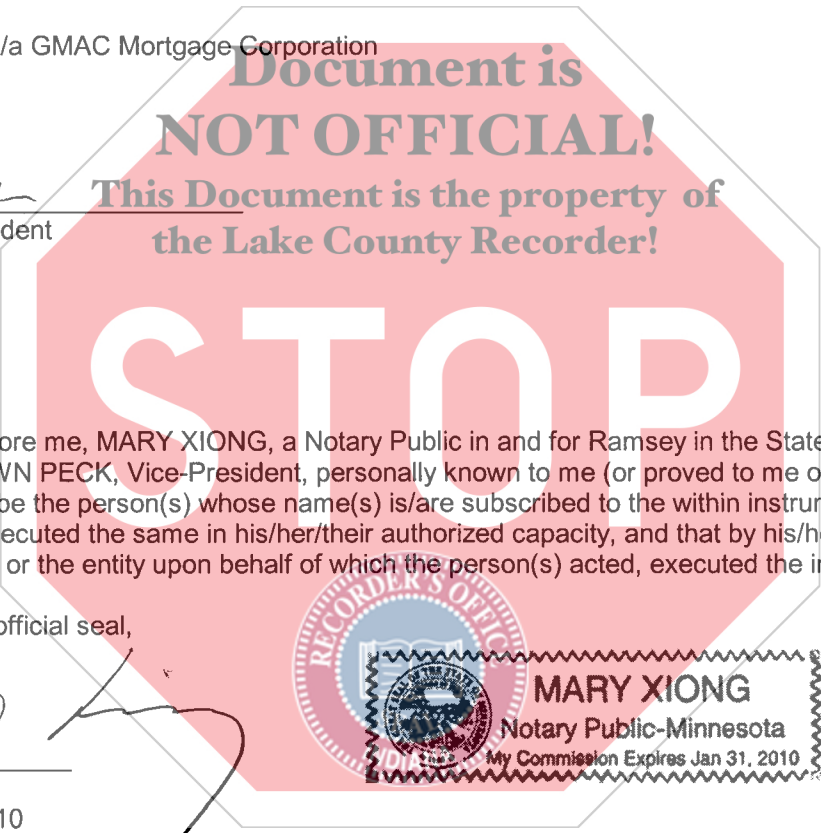 /a GMAC Mortgage Corporation
Document is
NOT OFFICIAL!
This Document is the property of
dent
the Lake County Recorder!
STOP
ore me, MARY XIONG, a Notary Public in and for Ramsey in the State
WN PECK, Vice-President, personally known to me (or proved to me o
be the person(s) whose name(s) is/are subscribed to the within instru
ecuted the same in his/her/their authorized capacity, and that by his/h
or the entity upon behalf of which the person(s) acted, executed the i
RECORDER'S OFFIC
official seal,
MARY XIONG
Notary Public-Minnesota
My Commission Expires Jan 31, 2010
10